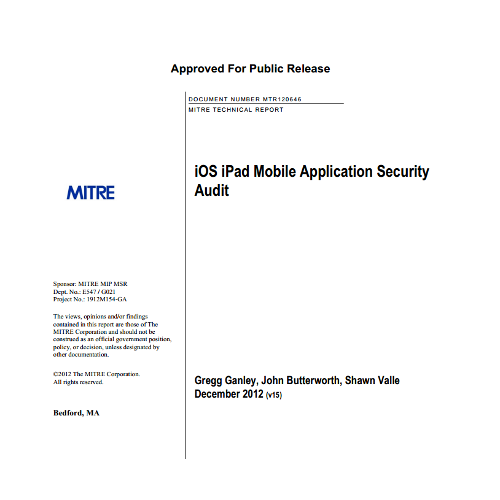 Approved For Public Release
DOCUMENT NUMBER MTR120646
MITRE TECHNICAL REPORT
iOS iPad Mobile Application Security
Audit
MITRE
Sponsor: MITRE MIP MSR
Dept. No.: E547 / G021
Project No.: 1912M154-GA
The views, opinions and/or findings
contained in this report are those of The
MITRE Corporation and should not be
construed as an official government position,
policy, or decision, unless designated by
other documentation.
©2012 The MITRE Corporation.
All rights reserved.
Gregg Ganley, John Butterworth, Shawn Valle
December 2012 (v15)
Bedford, MA